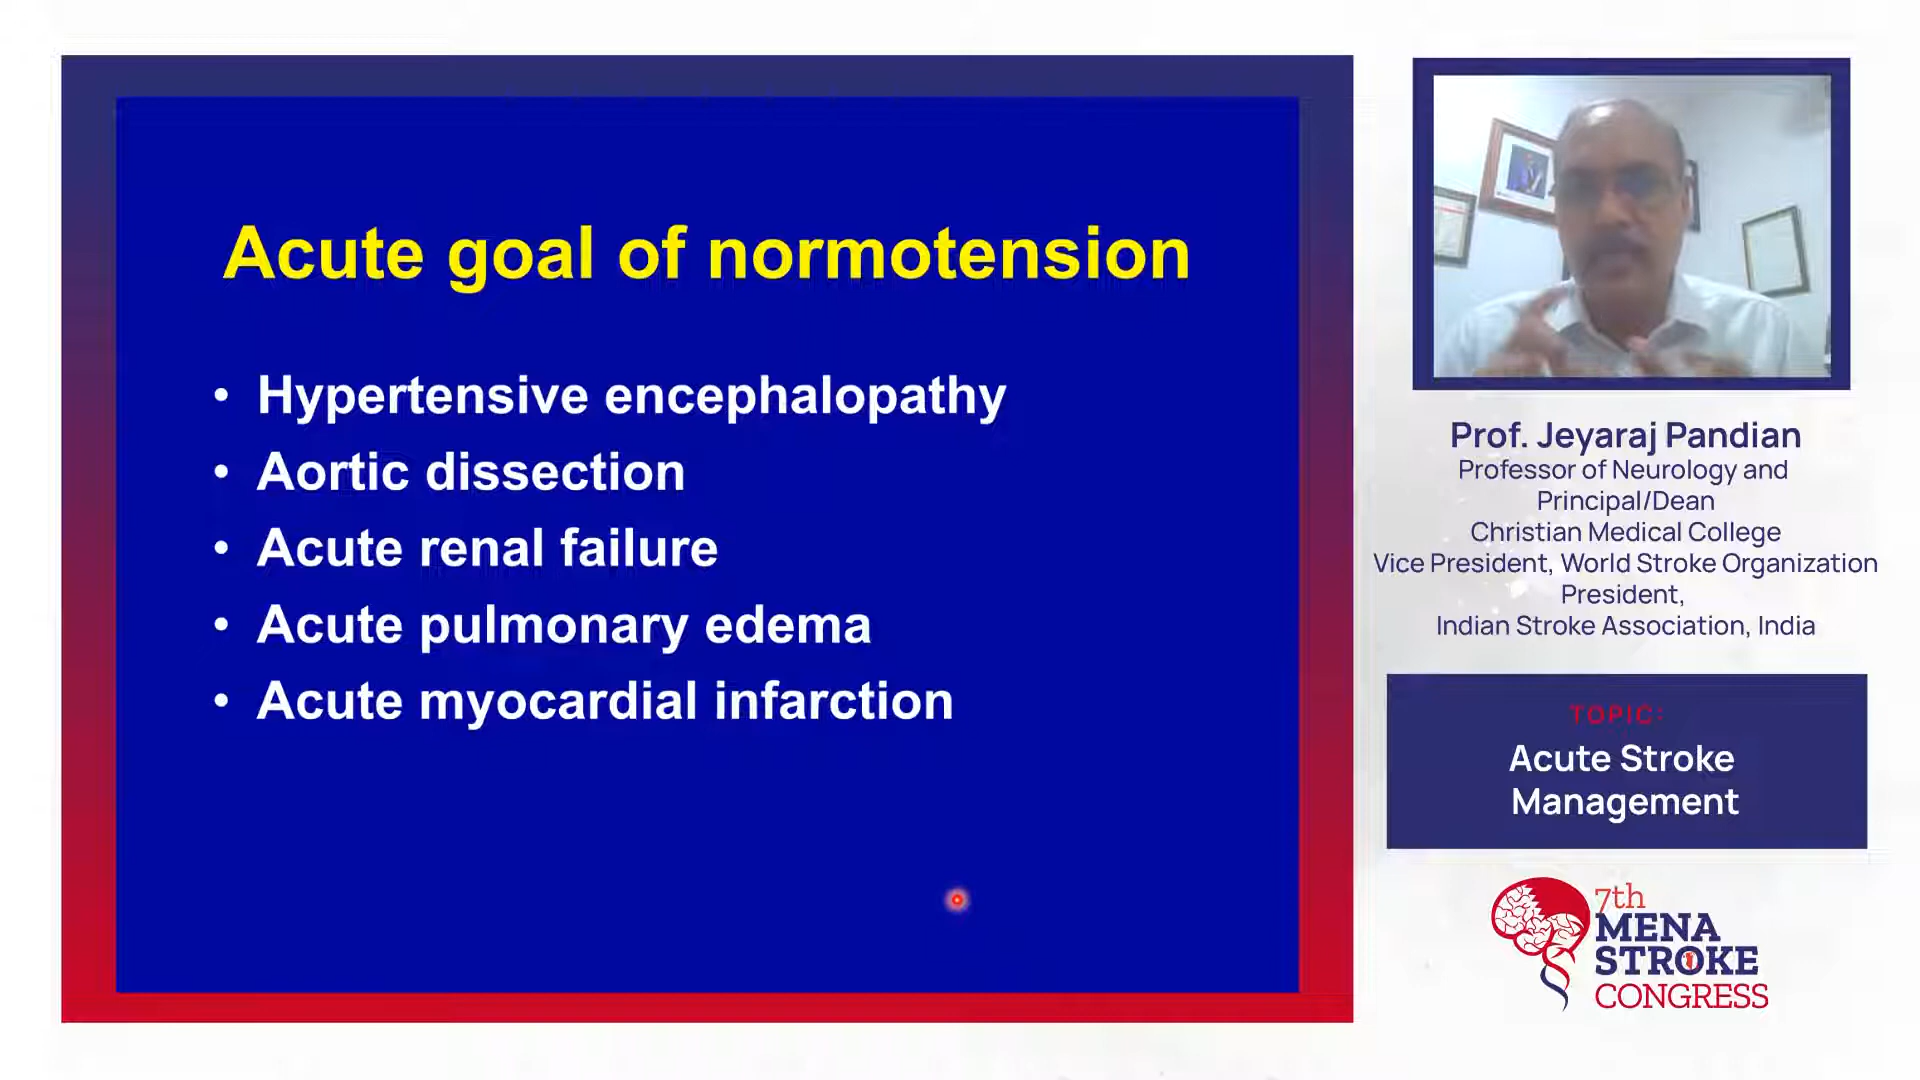 Acute goal of normotension
• Hypertensive encephalopathy
• Aortic dissection
• Acute renal failure
• Acute pulmonary edema
• Acute myocardial infarction
Prof. Jeyaraj Pandian
Professor of Neurology and
Principal/Dean
Christian Medical College
Vice President, World Stroke Organization
President,
Indian Stroke Association, India
TOPIC:
Acute Stroke
Management
7th
MENA
STROKE
CONGRESS